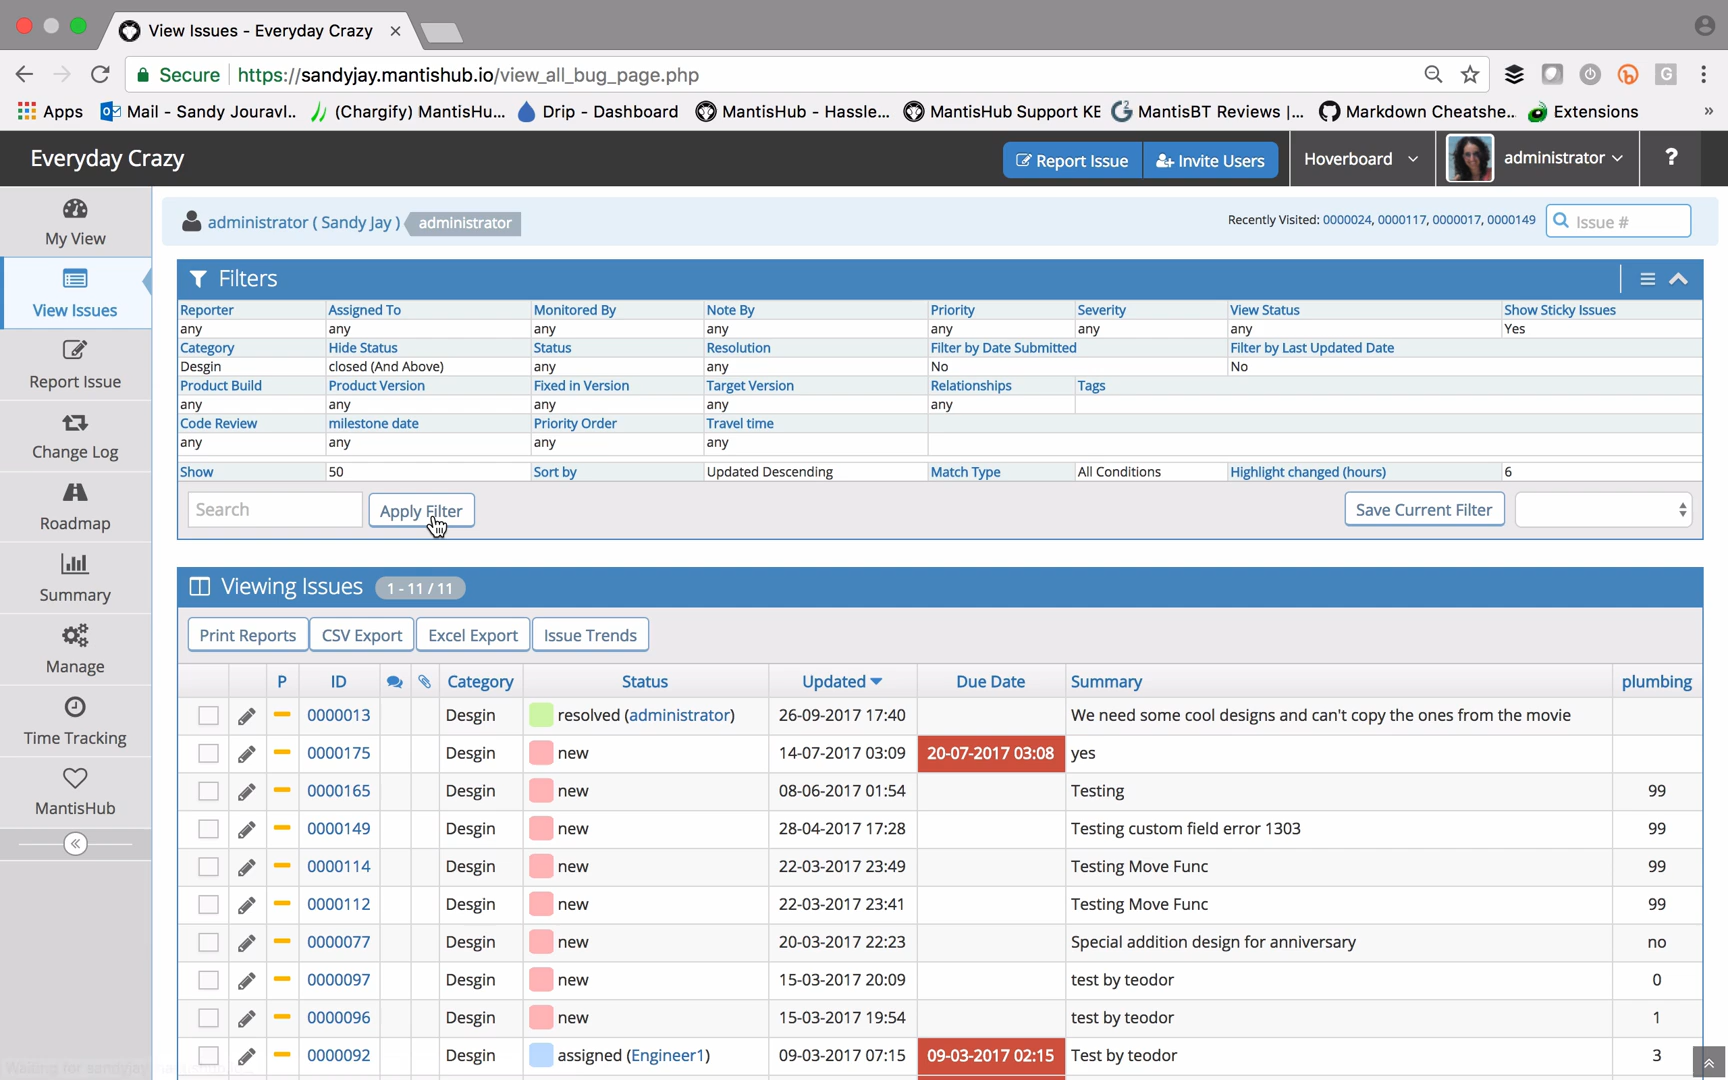 View Issues - Everyday Crazy
Secure https://sandyjay.mantishub.io/view_all_bug_page.php
Apps Mail - Sandy Jouravl... (Chargify) MantisHu... Drip - Dashboard MantisHub - Hassle... MantisHub Support KE MantisBT Reviews |... Markdown Cheatshe... Extensions »
Everyday Crazy Report Issue Invite Users Hoverboard administrator ?
My View
View Issues
Report Issue
Change Log
Roadmap
Summary
Manage
Time Tracking
MantisHub
administrator ( Sandy Jay ) administrator Recently Visited: 0000024, 0000117, 0000017, 0000149 Issue #
Filters
Reporter Assigned To Monitored By Note By Priority Severity View Status Show Sticky Issues
any any any any any any any Yes
Category Hide Status Status Resolution Filter by Date Submitted Filter by Last Updated Date
Desgin closed (And Above) any any No No
Product Build Product Version Fixed in Version Target Version Relationships Tags
any any any any any
Code Review milestone date Priority Order Travel time
any any any any
Show 50 Sort by Updated Descending Match Type All Conditions Highlight changed (hours) 6
Search Apply Filter Save Current Filter
Viewing Issues 1 - 11 / 11
Print Reports CSV Export Excel Export Issue Trends
P ID Category Status Updated Due Date Summary plumbing
0000013 Desgin resolved (administrator) 26-09-2017 17:40 We need some cool designs and can't copy the ones from the movie
0000175 Desgin new 14-07-2017 03:09 20-07-2017 03:08 yes
0000165 Desgin new 08-06-2017 01:54 Testing 99
0000149 Desgin new 28-04-2017 17:28 Testing custom field error 1303 99
0000114 Desgin new 22-03-2017 23:49 Testing Move Func 99
0000112 Desgin new 22-03-2017 23:41 Testing Move Func 99
0000077 Desgin new 20-03-2017 22:23 Special addition design for anniversary no
0000097 Desgin new 15-03-2017 20:09 test by teodor 0
0000096 Desgin new 15-03-2017 19:54 test by teodor 1
0000092 Desgin assigned (Engineer1) 09-03-2017 07:15 09-03-2017 02:15 Test by teodor 3